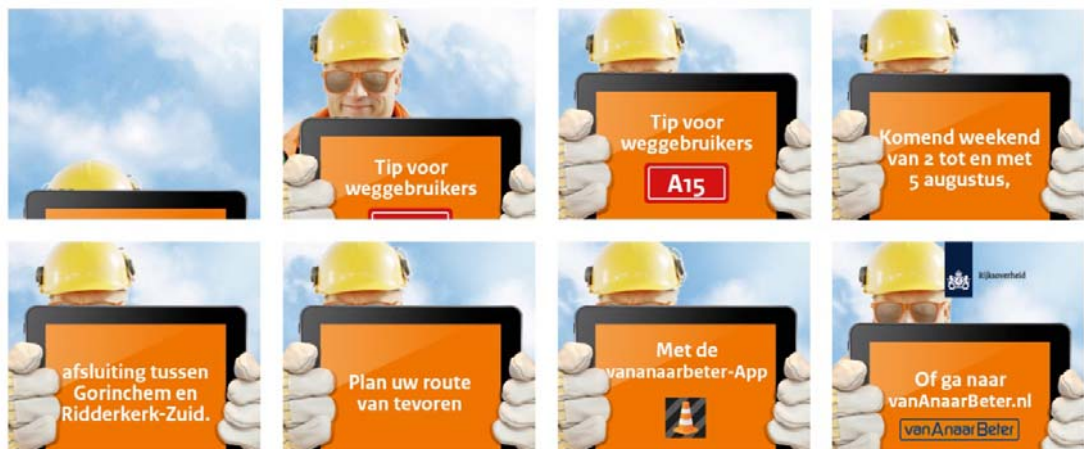 Tip voor
weggebruikers
Tip voor
weggebruikers
A15
Komend weekend
van 2 tot en met
5 augustus,
afsluiting tussen
Gorinchem en
Ridderkerk-Zuid.
Plan uw route
van tevoren
Met de
vananaarbeter-App
Rijksoverheid
Of ga naar
vanAnaarBeter.nl
vanAnaarBeter